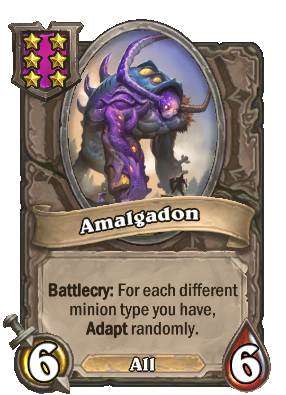 Amalgadon
Battlecry: For each different
minion type you have,
Adapt randomly.
6
All
6